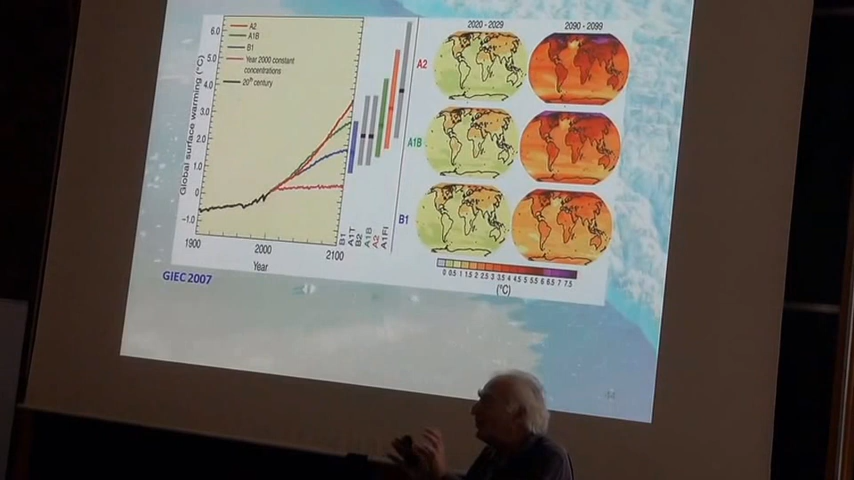 2020 - 2029
2090 - 2099
6.0
5.0
4.0
3.0
2.0
1.0
0
-1.0
Global surface warming (°C)
A2
A1B
B1
Year 2000 constant
concentrations
20th century
1900
2000
2100
Year
B1
A1T
B2
A1B
A2
A1Fi
A2
A1B
B1
0 0.5 1 1.5 2 2.5 3 3.5 4 4.5 5 5.5 6 6.5 7 7.5
(°C)
GIEC 2007
44